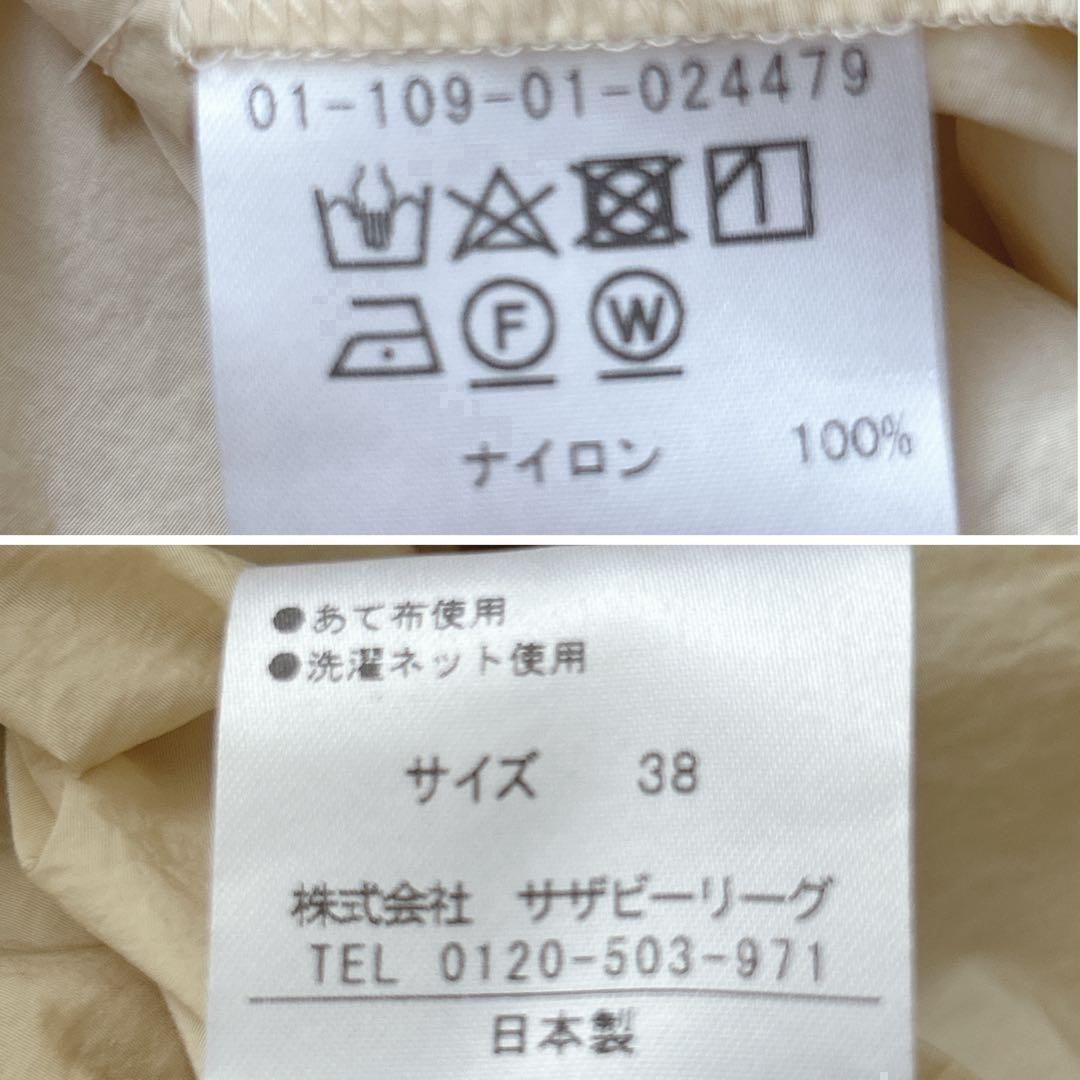 01-109-01-024479
F W
ナイロン 100%
●あて布使用
●洗濯ネット使用
サイズ 38
株式会社 サザビーリーグ
TEL 0120-503-971
日本製